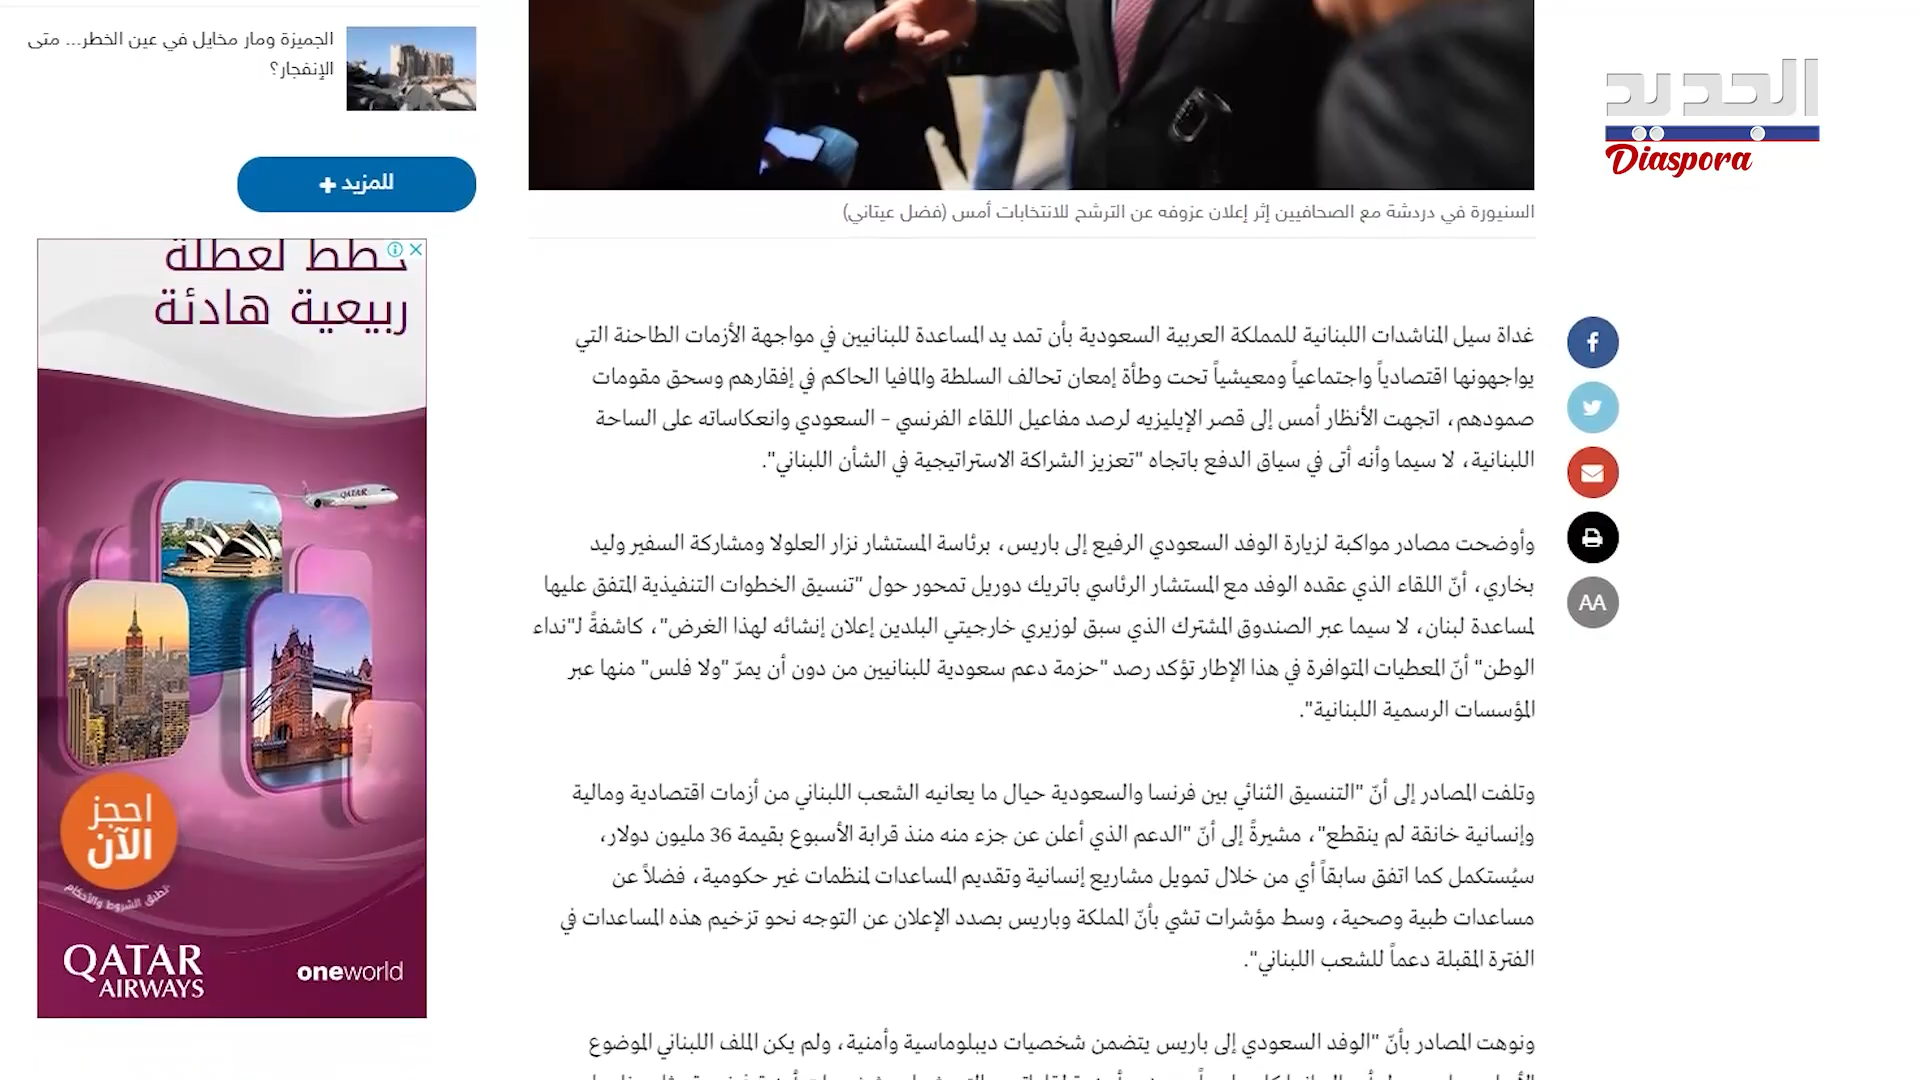 الجميزة ومار مخايل في عين الخطر... متى
الإنفجار؟
للمزيد +
خطط لعطلة
ربيعية هادئة
QATAR
احجز
الآن
تطبق الشروط والأحكام
QATAR
AIRWAYS
oneworld
الجديد
Diaspora
السنيورة في دردشة مع الصحافيين إثر إعلان عزوفه عن الترشح للانتخابات أمس (فضل عيتاني)
غداة سيل المناشدات اللبنانية للمملكة العربية السعودية بأن تمد يد المساعدة للبنانيين في مواجهة الأزمات الطاحنة التي
يواجهونها اقتصادياً واجتماعياً ومعيشياً تحت وطأة إمعان تحالف السلطة والمافيا الحاكم في إفقارهم وسحق مقومات
صمودهم، اتجهت الأنظار أمس إلى قصر الإيليزيه لرصد مفاعيل اللقاء الفرنسي – السعودي وانعكاساته على الساحة
اللبنانية، لا سيما وأنه أتى في سياق الدفع باتجاه "تعزيز الشراكة الاستراتيجية في الشأن اللبناني".
وأوضحت مصادر مواكبة لزيارة الوفد السعودي الرفيع إلى باريس، برئاسة المستشار نزار العلولا ومشاركة السفير وليد
بخاري، أنّ اللقاء الذي عقده الوفد مع المستشار الرئاسي باتريك دوريل تمحور حول "تنسيق الخطوات التنفيذية المتفق عليها
لمساعدة لبنان، لا سيما عبر الصندوق المشترك الذي سبق لوزيري خارجيتي البلدين إعلان إنشائه لهذا الغرض"، كاشفةً لـ"نداء
الوطن" أنّ المعطيات المتوافرة في هذا الإطار تؤكد رصد "حزمة دعم سعودية للبنانيين من دون أن يمرّ "ولا فلس" منها عبر
المؤسسات الرسمية اللبنانية".
وتلفت المصادر إلى أنّ "التنسيق الثنائي بين فرنسا والسعودية حيال ما يعانيه الشعب اللبناني من أزمات اقتصادية ومالية
وإنسانية خانقة لم ينقطع"، مشيرةً إلى أنّ "الدعم الذي أعلن عن جزء منه منذ قرابة الأسبوع بقيمة 36 مليون دولار،
سيُستكمل كما اتفق سابقاً أي من خلال تمويل مشاريع إنسانية وتقديم المساعدات لمنظمات غير حكومية، فضلاً عن
مساعدات طبية وصحية، وسط مؤشرات تشي بأنّ المملكة وباريس بصدد الإعلان عن التوجه نحو تزخيم هذه المساعدات في
الفترة المقبلة دعماً للشعب اللبناني".
ونوهت المصادر بأنّ "الوفد السعودي إلى باريس يتضمن شخصيات ديبلوماسية وأمنية، ولم يكن الملف اللبناني الموضوع
AA